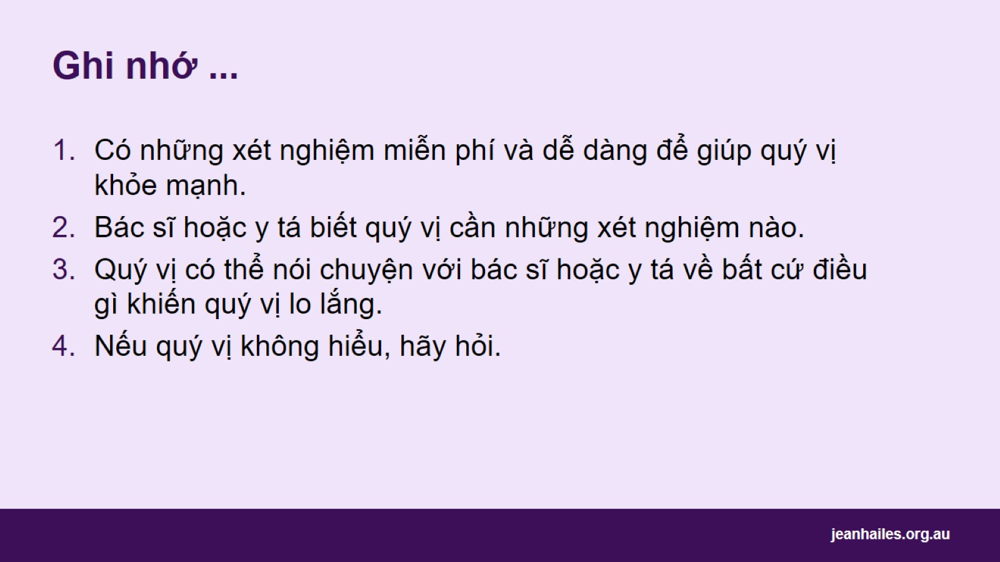 Ghi nhớ ...
1. Có những xét nghiệm miễn phí và dễ dàng để giúp quý vị
khỏe mạnh.
2. Bác sĩ hoặc y tá biết quý vị cần những xét nghiệm nào.
3. Quý vị có thể nói chuyện với bác sĩ hoặc y tá về bất cứ điều
gì khiến quý vị lo lắng.
4. Nếu quý vị không hiểu, hãy hỏi.
jeanhailes.org.au